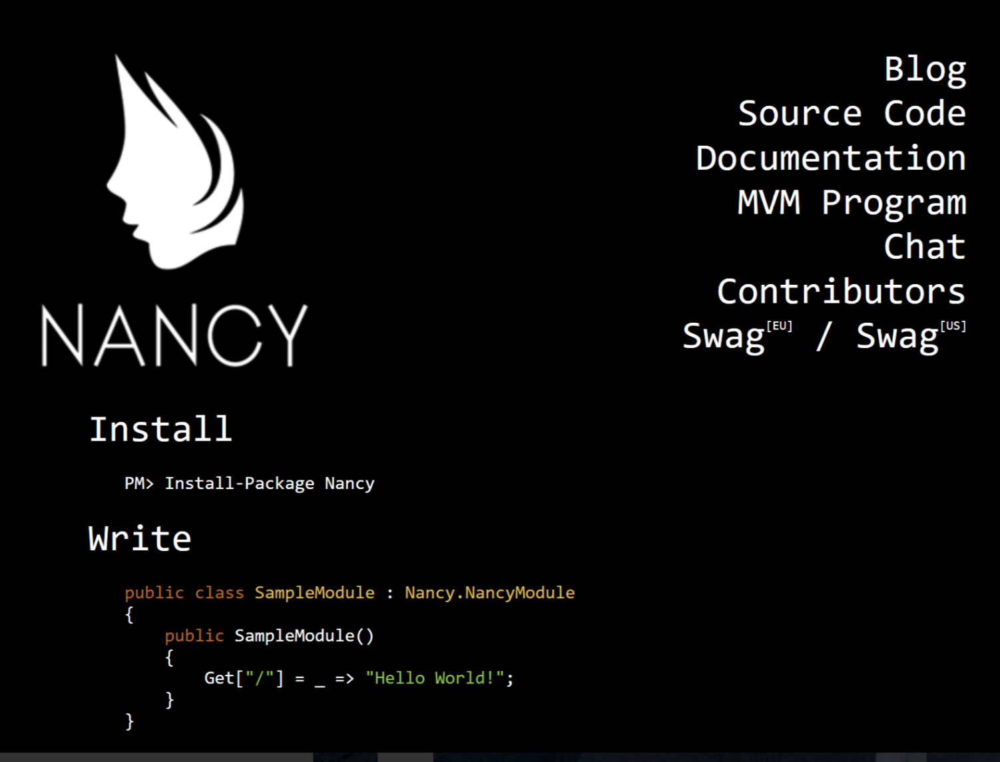 Blog
Source Code
Documentation
MVM Program
Chat
Contributors
Swag[EU] / Swag[US]
NANCY
Install
PM> Install-Package Nancy
Write
public class SampleModule : Nancy.NancyModule
{
    public SampleModule()
    {
        Get["/"] = _ => "Hello World!";
    }
}